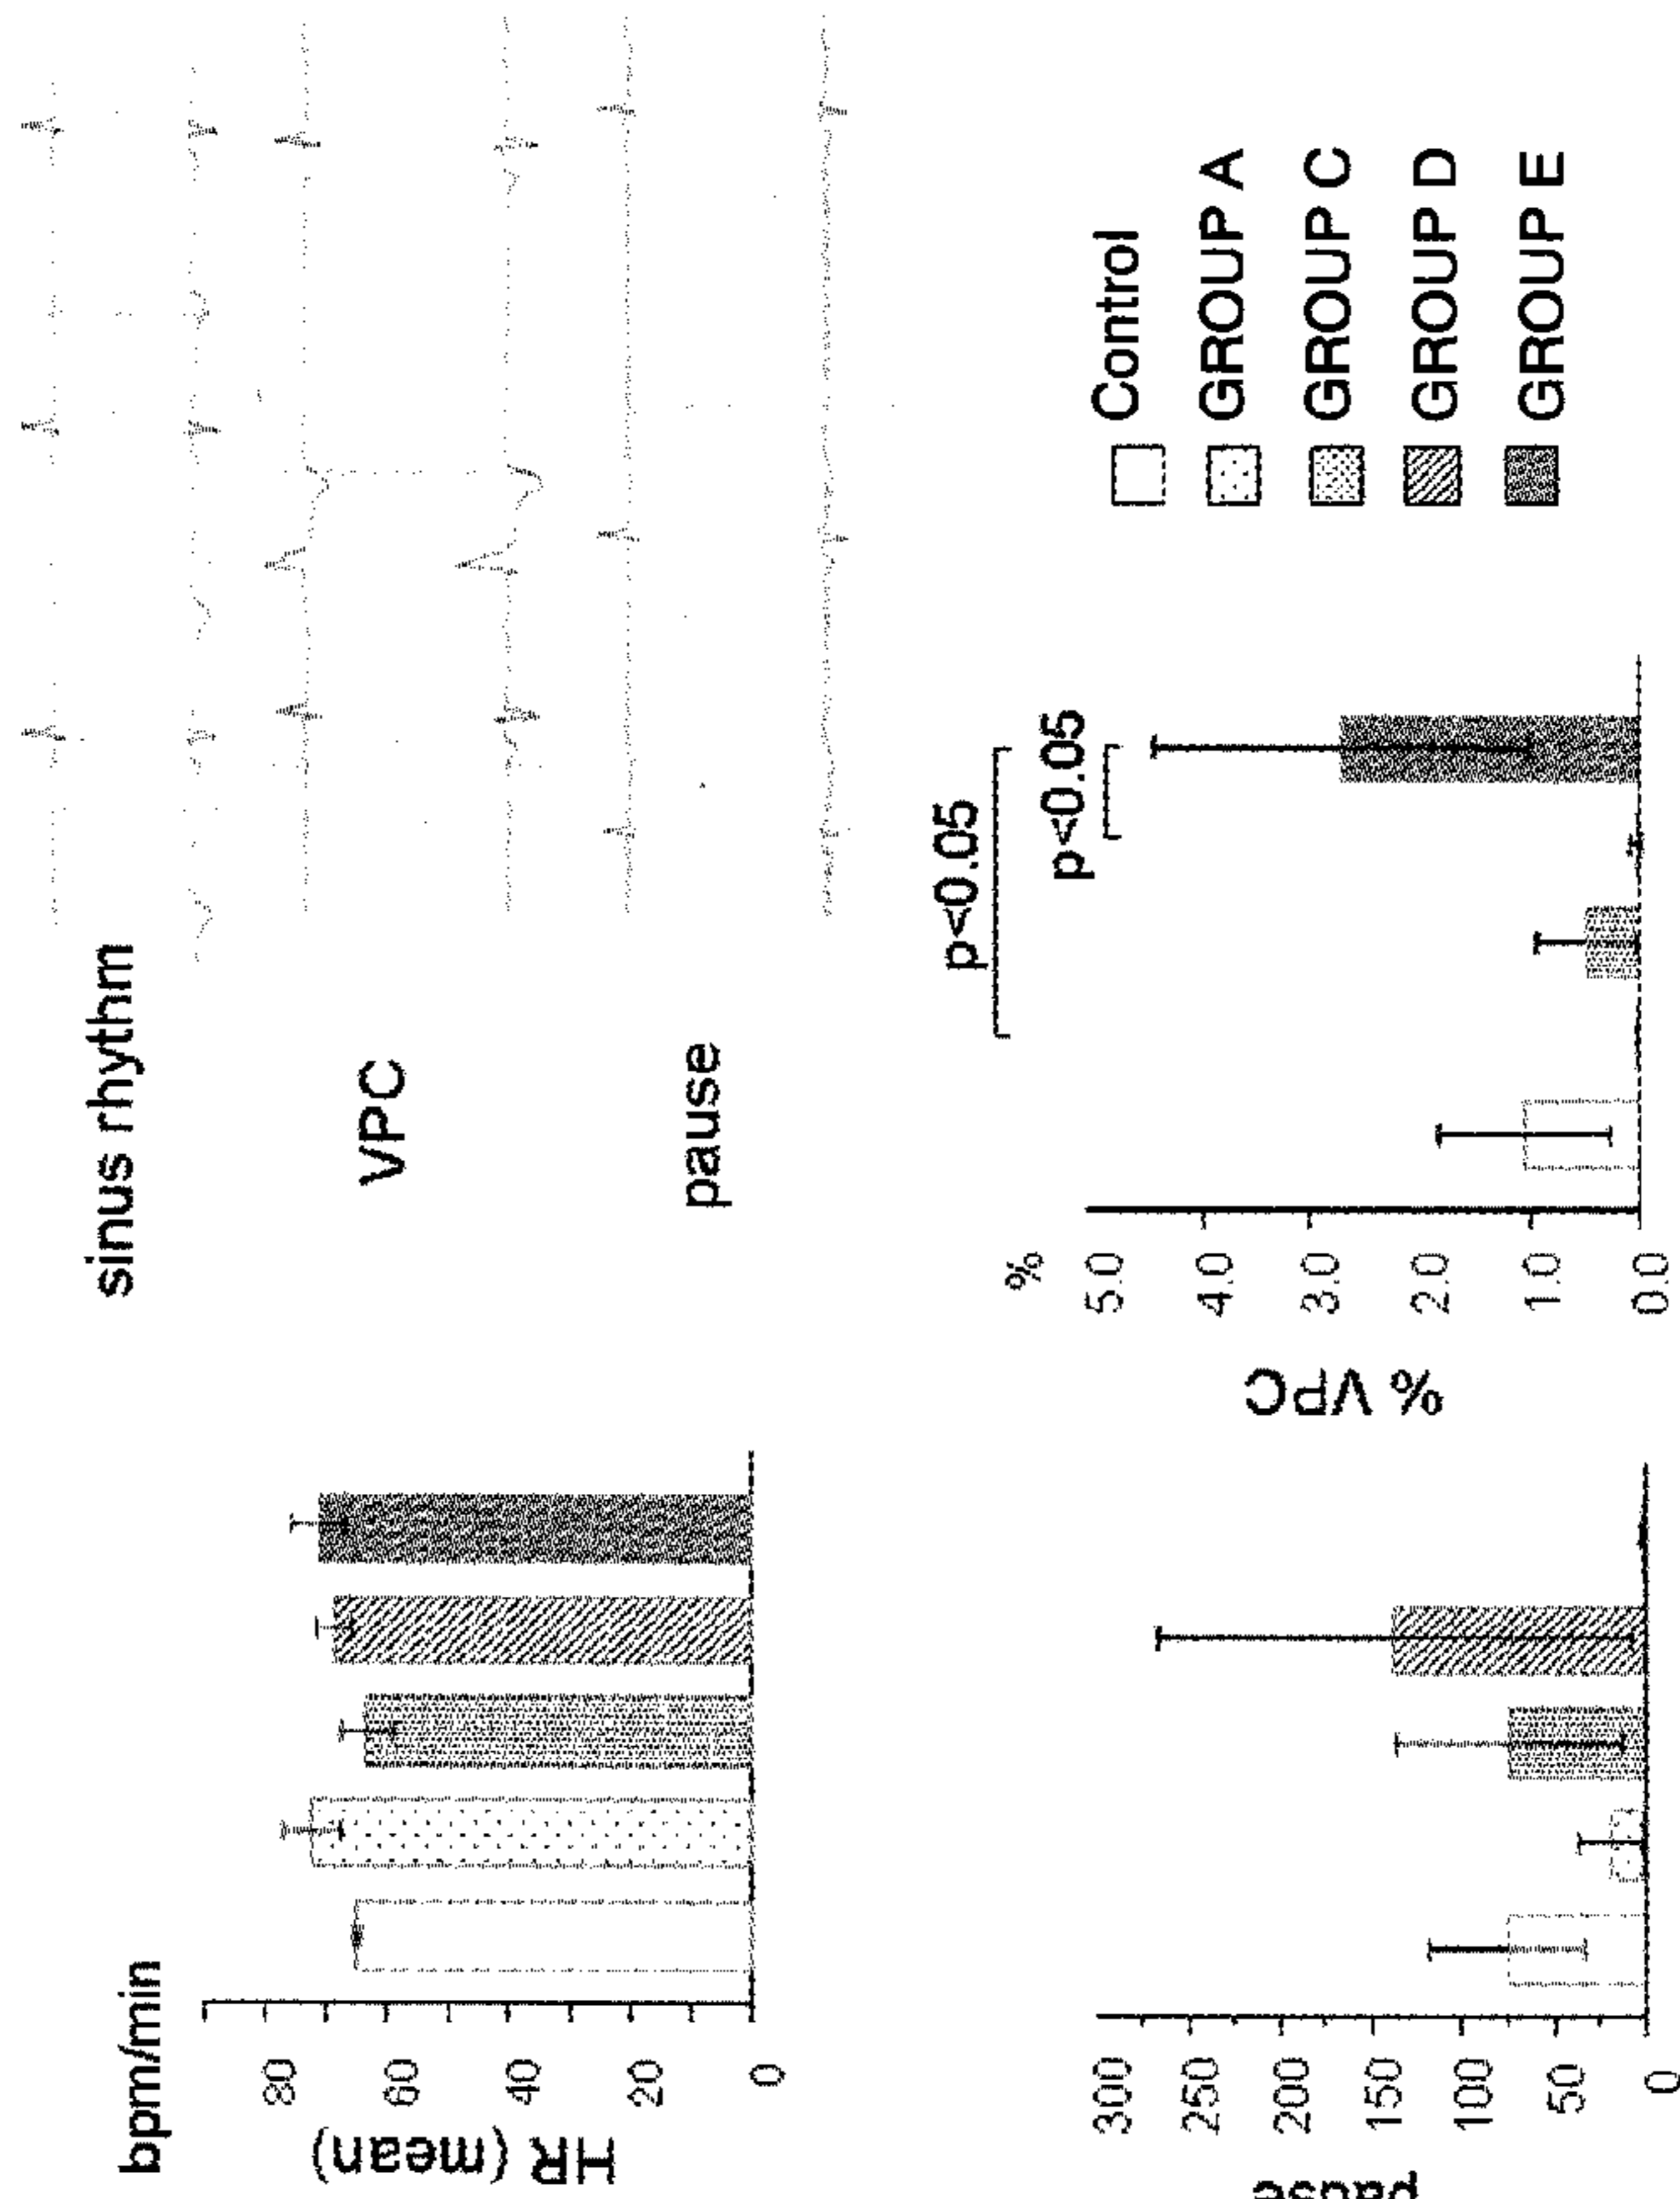 bpm/min
HR (mean)
80
60
40
20
0
sinus rhythm
VPC
pause
pause
300
250
200
150
100
50
0
% VPC
%
5.0
4.0
3.0
2.0
1.0
0.0
p<0.05
p<0.05
Control
GROUP A
GROUP C
GROUP D
GROUP E